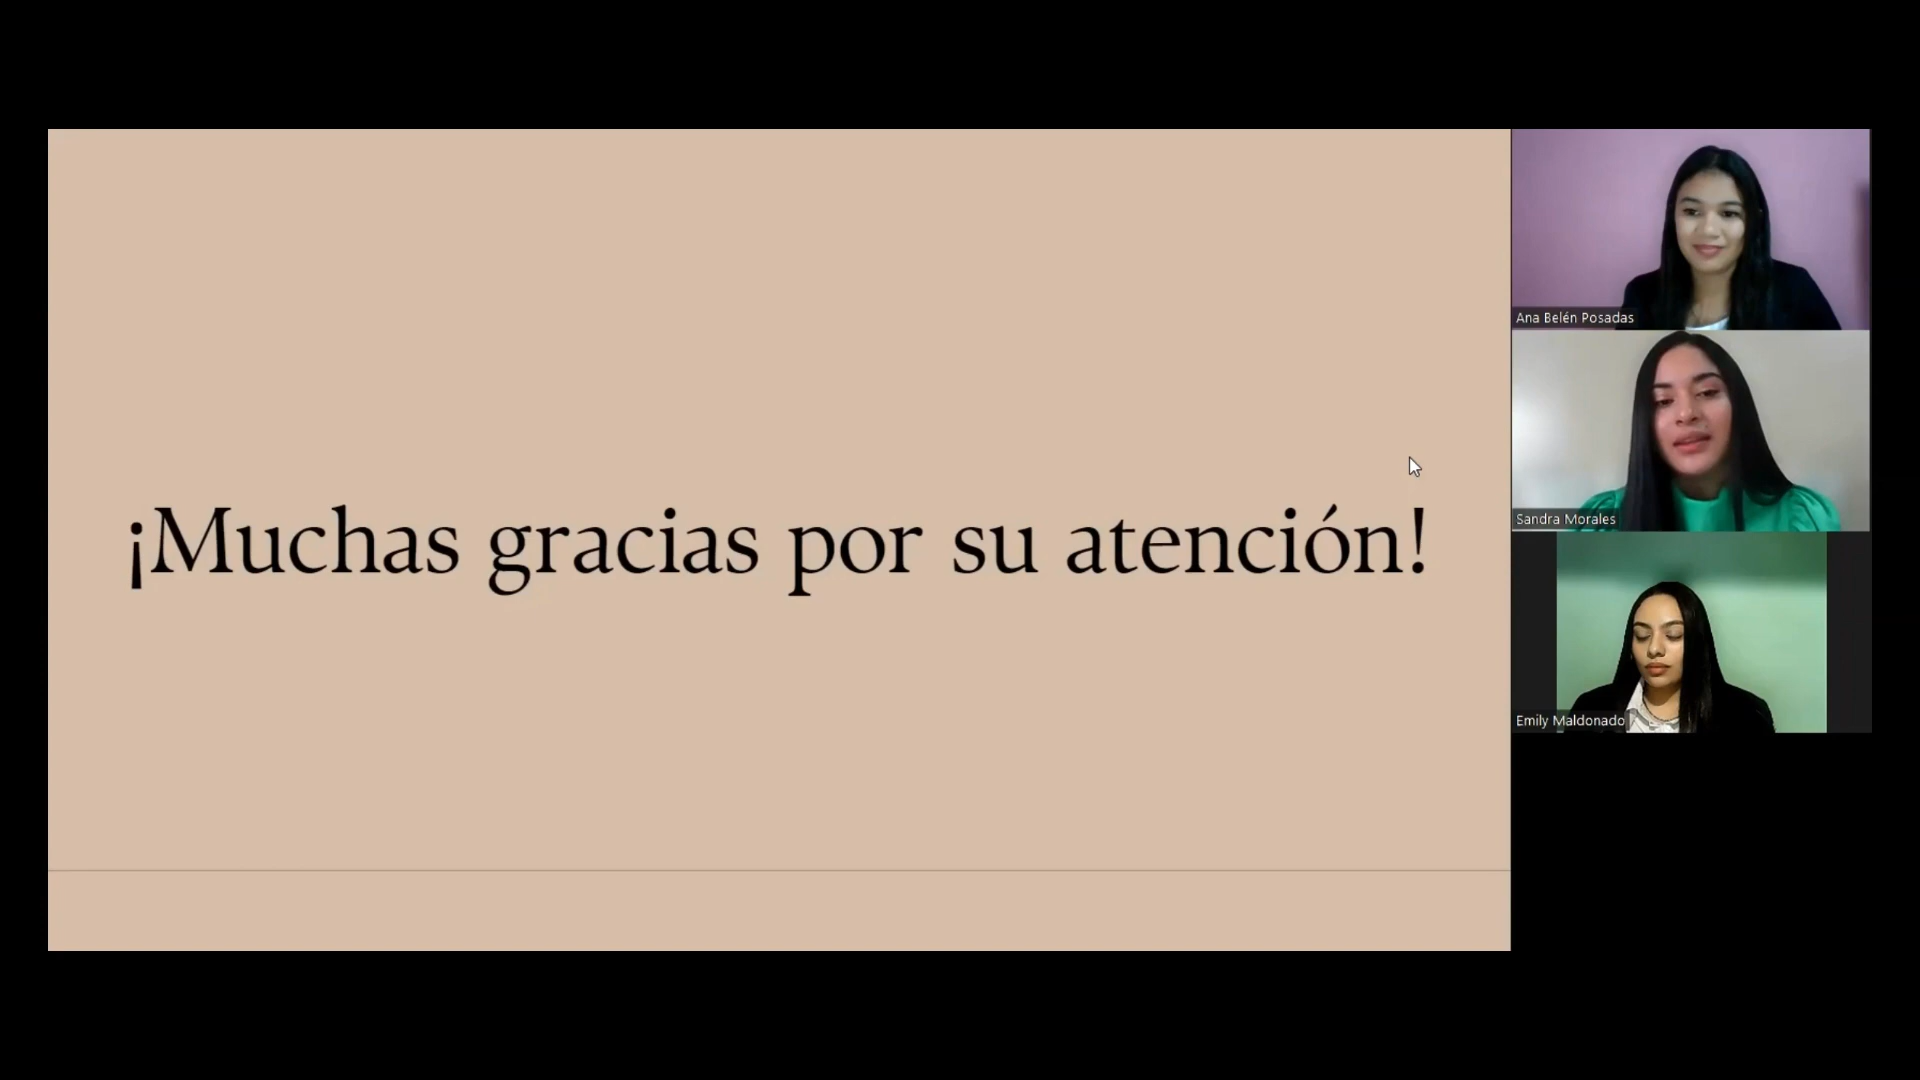 ¡Muchas gracias por su atención!
Ana Belén Posadas
Sandra Morales
Emily Maldonado